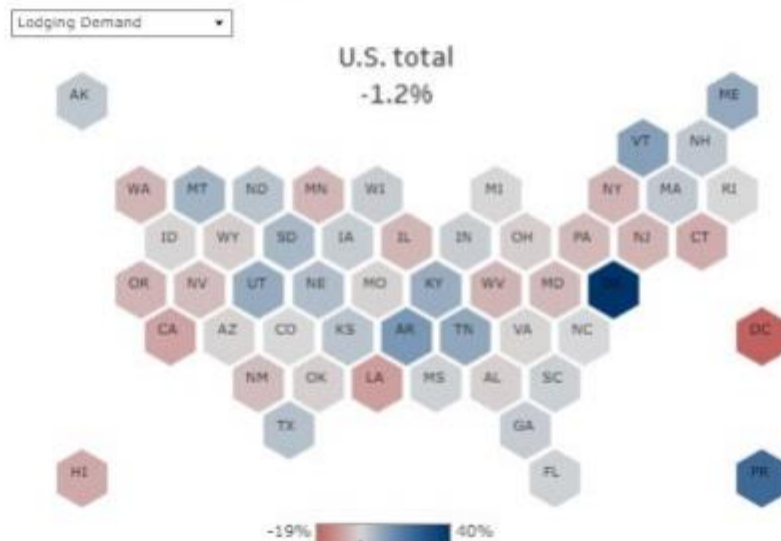 Lodging Demand
U.S. total
-1.2%
AK
ME
VT NH
WA MT ND MN WI MI NY MA RI
ID WY SD IA IL IN OH PA NJ CT
OR NV UT NE MO KY WV MD
CA AZ CO KS AR TN VA NC DC
NM OK LA MS AL SC
TX GA
HI FL PR
-19% 40%